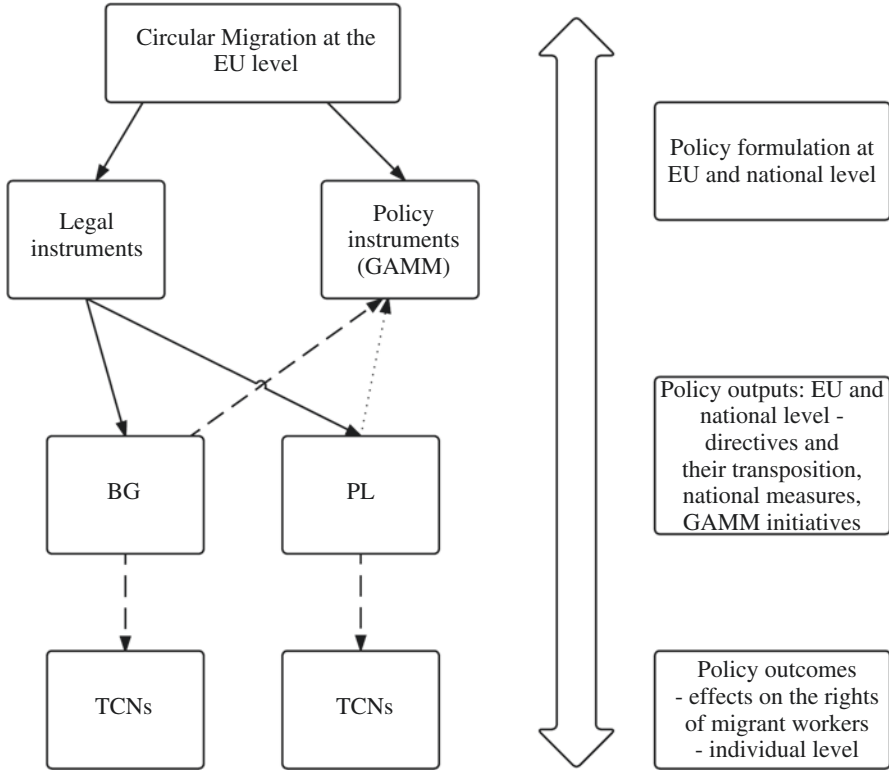 Circular Migration at the
EU level
Legal
instruments
Policy
instruments
(GAMM)
Policy formulation at
EU and national level
BG
PL
Policy outputs: EU and
national level -
directives and
their transposition,
national measures,
GAMM initiatives
TCNs
TCNs
Policy outcomes
- effects on the rights
of migrant workers
- individual level